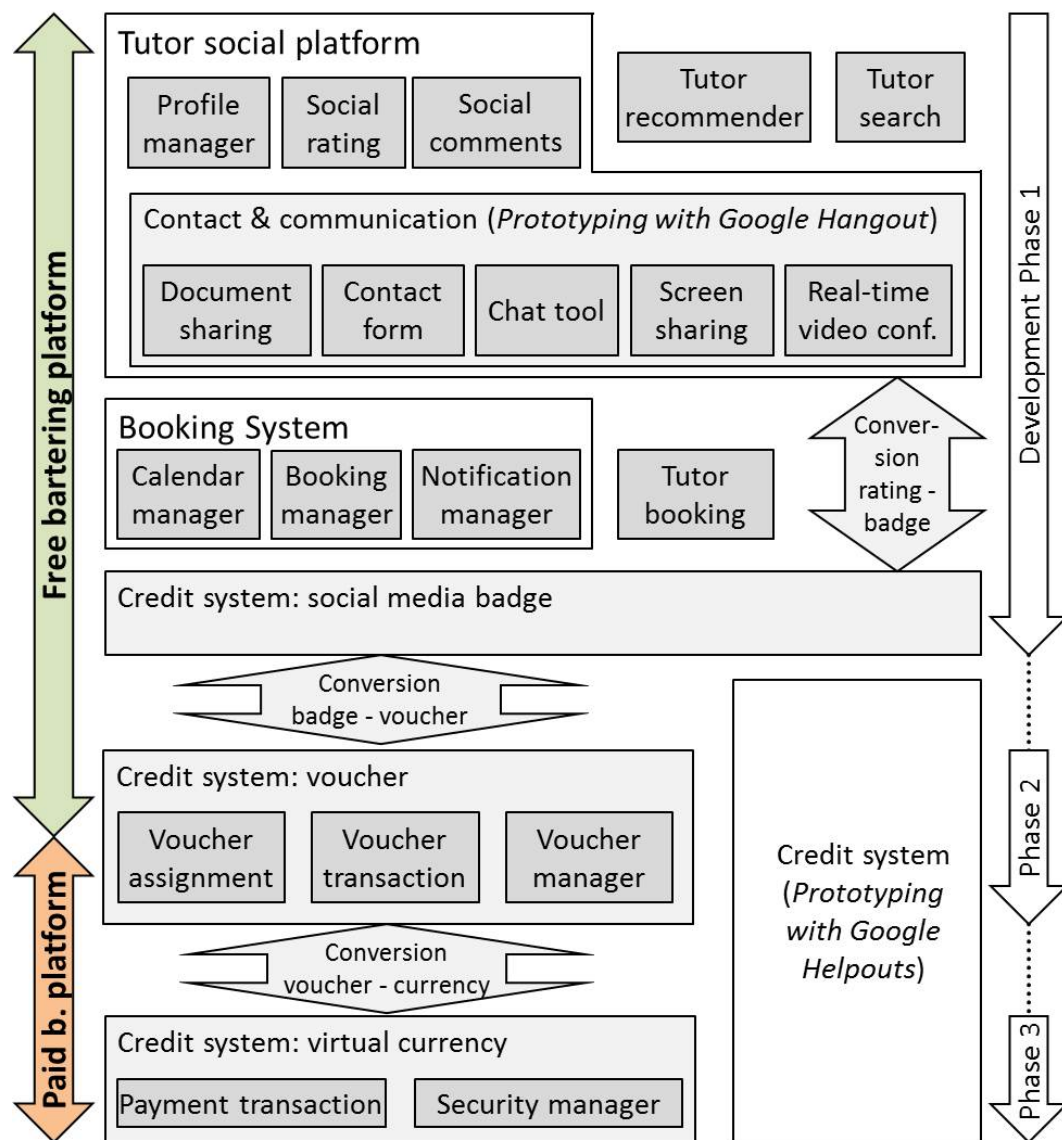 Tutor social platform
Profile
manager
Social
rating
Social
comments
Tutor
recommender
Tutor
search
Contact & communication (Prototyping with Google Hangout)
Document
sharing
Contact
form
Chat tool
Screen
sharing
Real-time
video conf.
Booking System
Calendar
manager
Booking
manager
Notification
manager
Tutor
booking
Conver-
sion
rating -
badge
Credit system: social media badge
Conversion
badge - voucher
Credit system: voucher
Voucher
assignment
Voucher
transaction
Voucher
manager
Conversion
voucher - currency
Credit system: virtual currency
Payment transaction
Security manager
Credit system
(Prototyping
with Google
Helpouts)
Free bartering platform
Paid b. platform
Development Phase 1
Phase 2
Phase 3